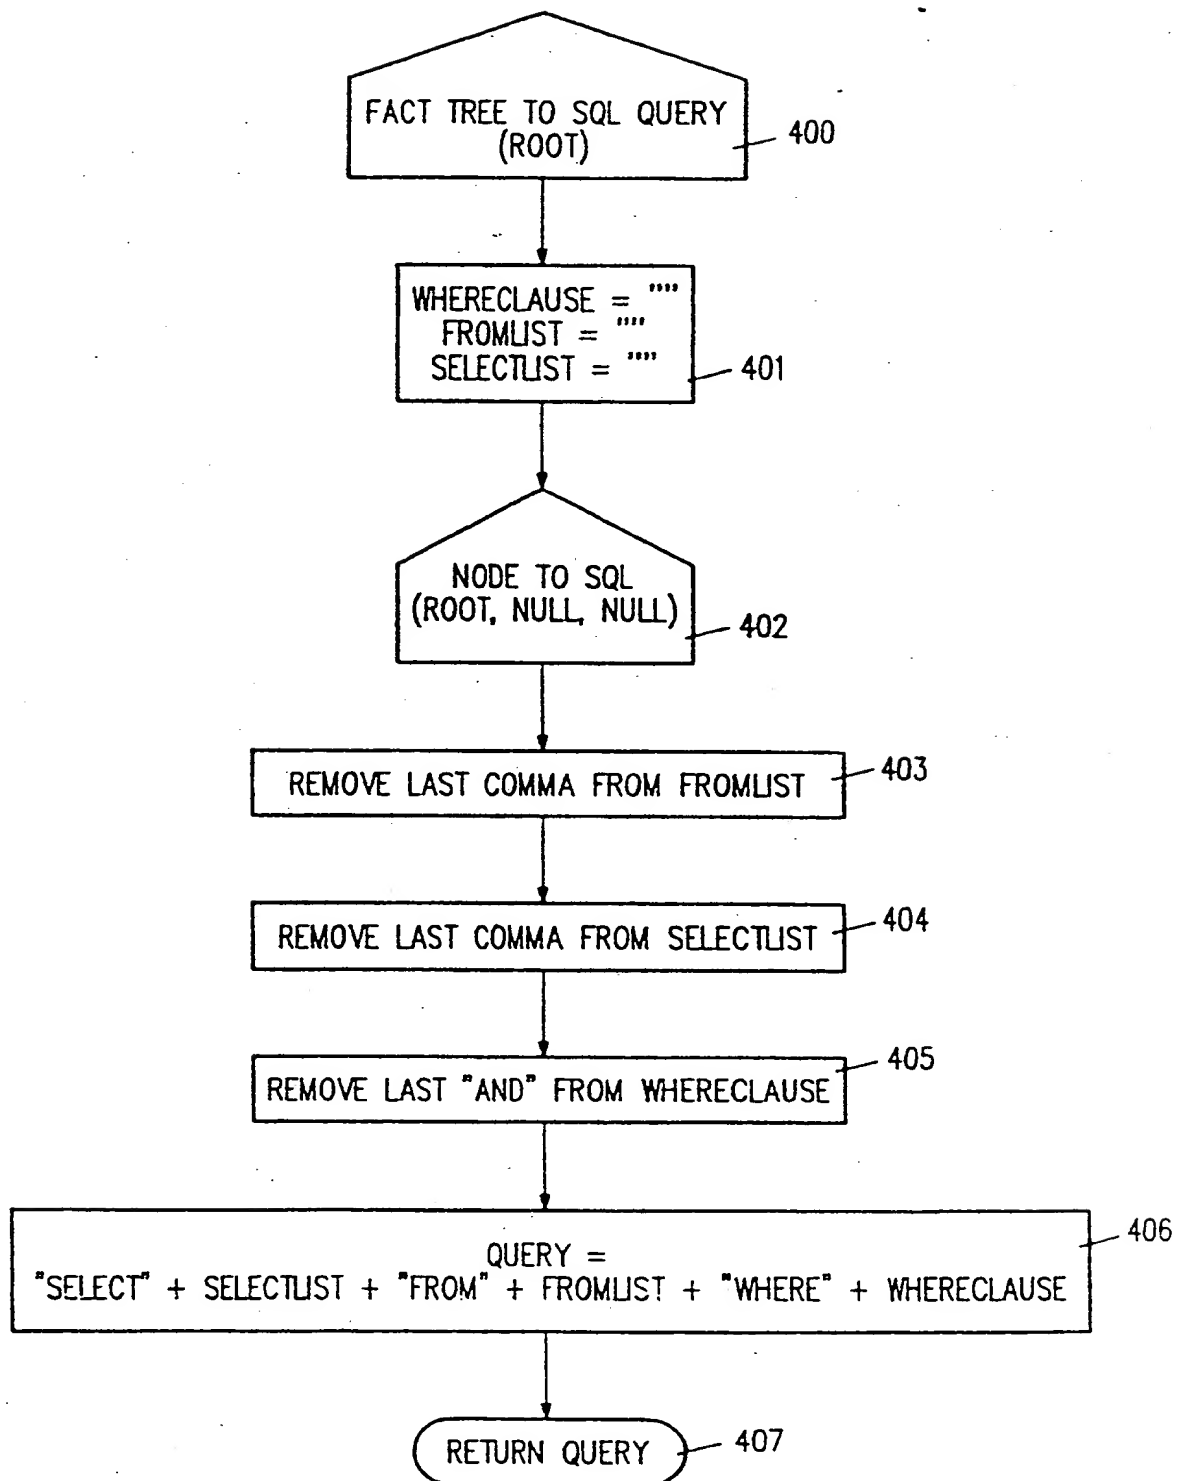 FACT TREE TO SQL QUERY
(ROOT)
400
WHERECLAUSE = """"
FROMLIST = """"
SELECTLIST = """"
401
NODE TO SQL
(ROOT, NULL, NULL)
402
REMOVE LAST COMMA FROM FROMLIST
403
REMOVE LAST COMMA FROM SELECTLIST
404
REMOVE LAST "AND" FROM WHERECLAUSE
405
QUERY =
"SELECT" + SELECTLIST + "FROM" + FROMLIST + "WHERE" + WHERECLAUSE
406
RETURN QUERY
407